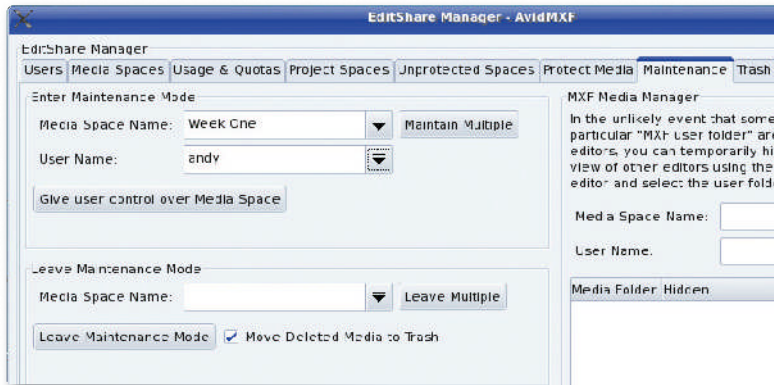 EditShare Manager - AvidMXF
EditShare Manager
Users Media Spaces Usage & Quotas Project Spaces Unprotected Spaces Protect Media Maintenance Trash
Enter Maintenance Mode
Media Space Name: Week One Maintain Multiple
User Name: andy
Give user control over Media Space
Leave Maintenance Mode
Media Space Name: Leave Multiple
Leave Maintenance Mode Move Deleted Media to Trash
MXF Media Manager
In the unlikely event that some
particular "MXF user folder" are
editors, you can temporarily hi
view of other editors using the
editor and select the user fold
Media Space Name:
User Name:
Media Folder Hidden